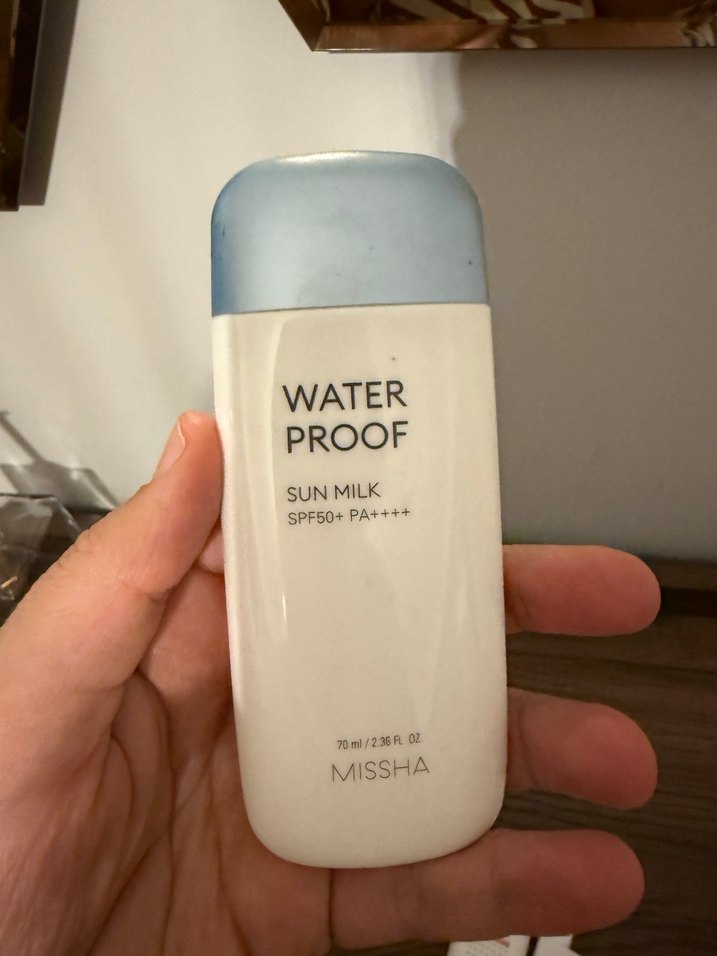 WATER
PROOF
SUN MILK
SPF50+ PA++++
70 ml / 2.36 FL OZ
MISSHA